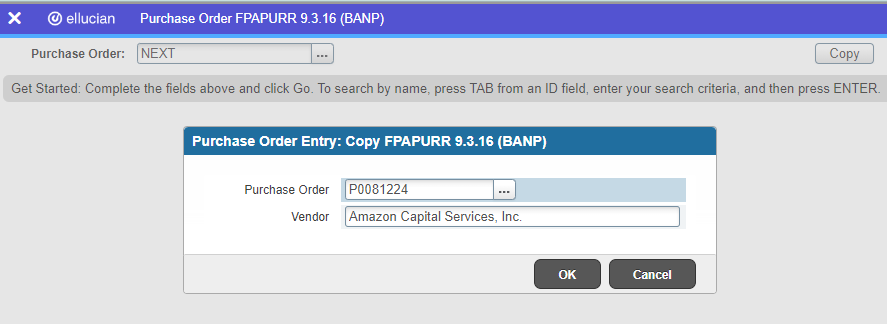 ✕ ellucian Purchase Order FPAPURR 9.3.16 (BANP)
Purchase Order: NEXT ... Copy
Get Started: Complete the fields above and click Go. To search by name, press TAB from an ID field, enter your search criteria, and then press ENTER.
Purchase Order Entry: Copy FPAPURR 9.3.16 (BANP)
Purchase Order P0081224 ...
Vendor Amazon Capital Services, Inc.
OK Cancel